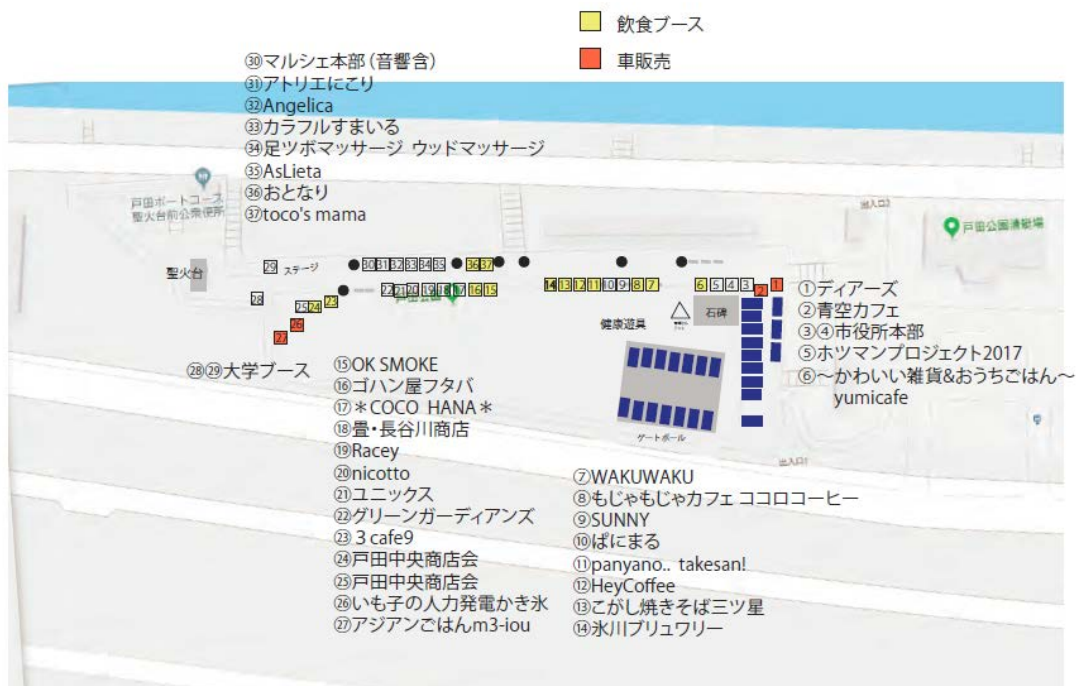 飲食ブース
車販売
㉚マルシェ本部(音響含)
㉛アトリエにこり
㉜Angelica
㉝カラフルすまいる
㉞足ツボマッサージ ウッドマッサージ
㉟AsLieta
㊱おとなり
㊲toco's mama
戸田ボートコース
聖火台前公衆便所
出入口2
戸田公園漕艇場
聖火台
29
ステージ
30 31 32 33 34 35 36 37
28
27
26
25 24 23
22 21 20 19 18 17 16 15
戸田公園
14 13 12 11 10 9 8 7
6 5 4 3 2 1
健康遊具
石碑
ゲートボール
出入口1
①ディアーズ
②青空カフェ
③④市役所本部
⑤ホツマンプロジェクト2017
⑥~かわいい雑貨&おうちごはん~
yumicafe
㉘㉙大学ブース
⑮OK SMOKE
⑯ゴハン屋フタバ
⑰*COCO HANA*
⑱畳・長谷川商店
⑲Racey
⑳nicotto
㉑ユニックス
㉒グリーンガーディアンズ
㉓3 cafe9
㉔戸田中央商店会
㉕戸田中央商店会
㉖いも子の人力発電かき氷
㉗アジアンごはんm3-iou
⑦WAKUWAKU
⑧もじゃもじゃカフェ ココロコーヒー
⑨SUNNY
⑩ぱにまる
⑪panyano.. takesan!
⑫HeyCoffee
⑬こがし焼きそば三ツ星
⑭氷川ブリュワリー